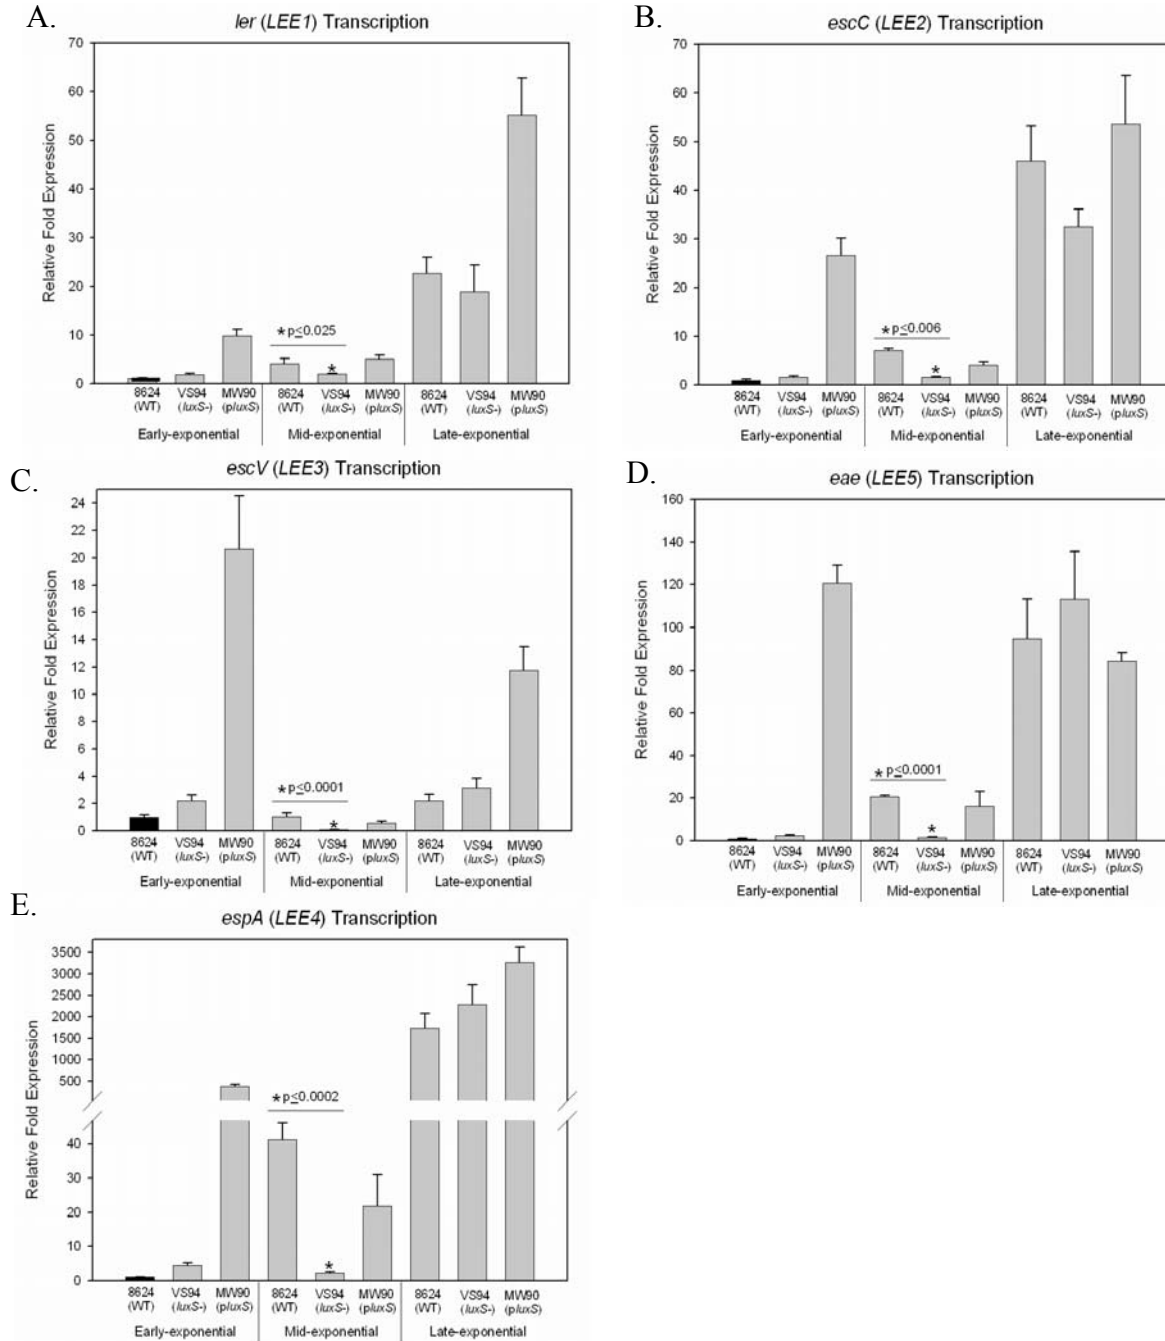 A.
ler (LEE1) Transcription
70
60
50
40
30
20
10
0
Relative Fold Expression
*p≤0.025
*
8624 VS94 MW90 8624 VS94 MW90 8624 VS94 MW90
(WT) (luxS-) (pluxS) (WT) (luxS-) (pluxS) (WT) (luxS-) (pluxS)
Early-exponential Mid-exponential Late-exponential
B.
escC (LEE2) Transcription
70
60
50
40
30
20
10
0
Relative Fold Expression
*p≤0.006
*
8624 VS94 MW90 8624 VS94 MW90 8624 VS94 MW90
(WT) (luxS-) (pluxS) (WT) (luxS-) (pluxS) (WT) (luxS-) (pluxS)
Early-exponential Mid-exponential Late-exponential
C.
escV (LEE3) Transcription
24
22
20
18
16
14
12
10
8
6
4
2
0
Relative Fold Expression
*p≤0.0001
*
8624 VS94 MW90 8624 VS94 MW90 8624 VS94 MW90
(WT) (luxS-) (pluxS) (WT) (luxS-) (pluxS) (WT) (luxS-) (pluxS)
Early-exponential Mid-exponential Late-exponential
D.
eae (LEE5) Transcription
160
140
120
100
80
60
40
20
0
Relative Fold Expression
*p≤0.0001
*
8624 VS94 MW90 8624 VS94 MW90 8624 VS94 MW90
(WT) (luxS-) (pluxS) (WT) (luxS-) (pluxS) (WT) (luxS-) (pluxS)
Early-exponential Mid-exponential Late-exponential
E.
espA (LEE4) Transcription
3500
3000
2500
2000
1500
1000
500
40
30
20
10
0
Relative Fold Expression
*p≤0.0002
*
8624 VS94 MW90 8624 VS94 MW90 8624 VS94 MW90
(WT) (luxS-) (pluxS) (WT) (luxS-) (pluxS) (WT) (luxS-) (pluxS)
Early-exponential Mid-exponential Late-exponential